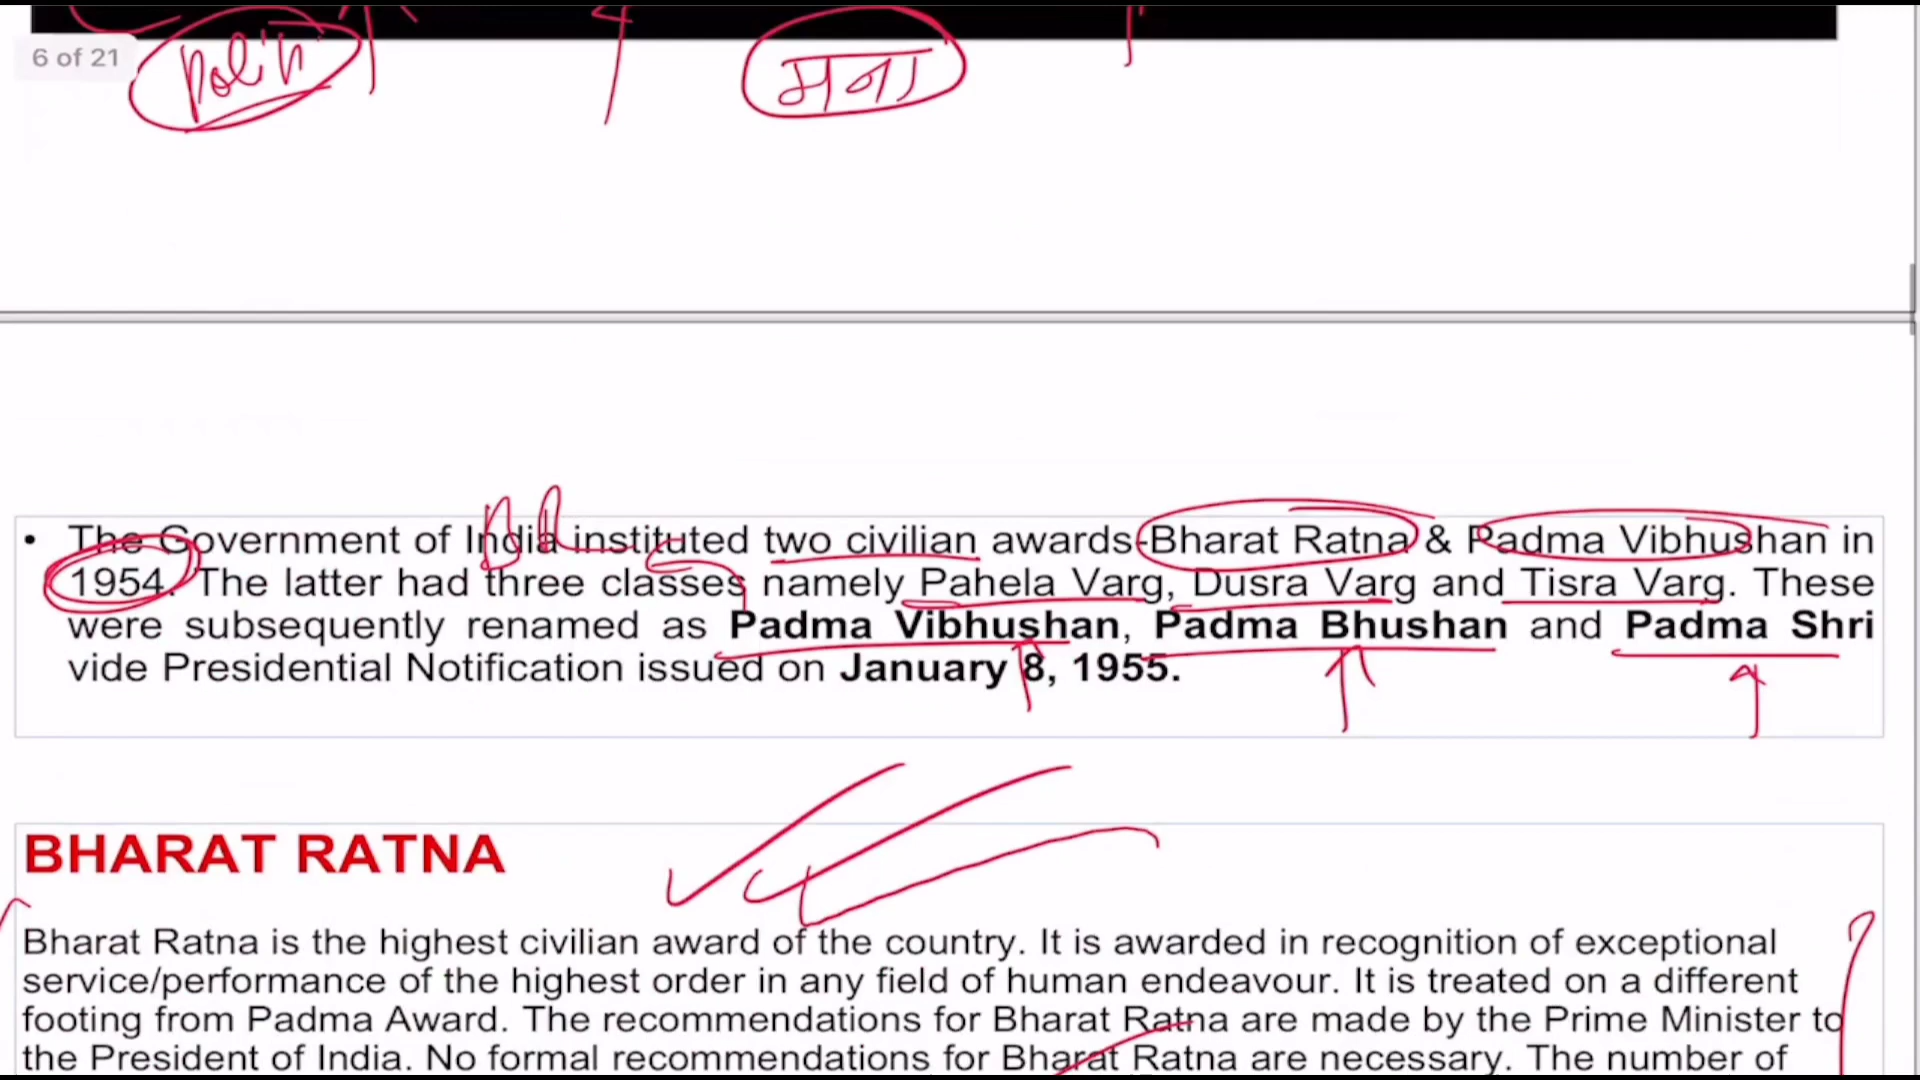 6 of 21
Polin
मना
• The Government of India instituted two civilian awards-Bharat Ratna & Padma Vibhushan in
1954. The latter had three classes namely Pahela Varg, Dusra Varg and Tisra Varg. These
were subsequently renamed as Padma Vibhushan, Padma Bhushan and Padma Shri
vide Presidential Notification issued on January 8, 1955.
BHARAT RATNA
Bharat Ratna is the highest civilian award of the country. It is awarded in recognition of exceptional
service/performance of the highest order in any field of human endeavour. It is treated on a different
footing from Padma Award. The recommendations for Bharat Ratna are made by the Prime Minister to
the President of India. No formal recommendations for Bharat Ratna are necessary. The number of